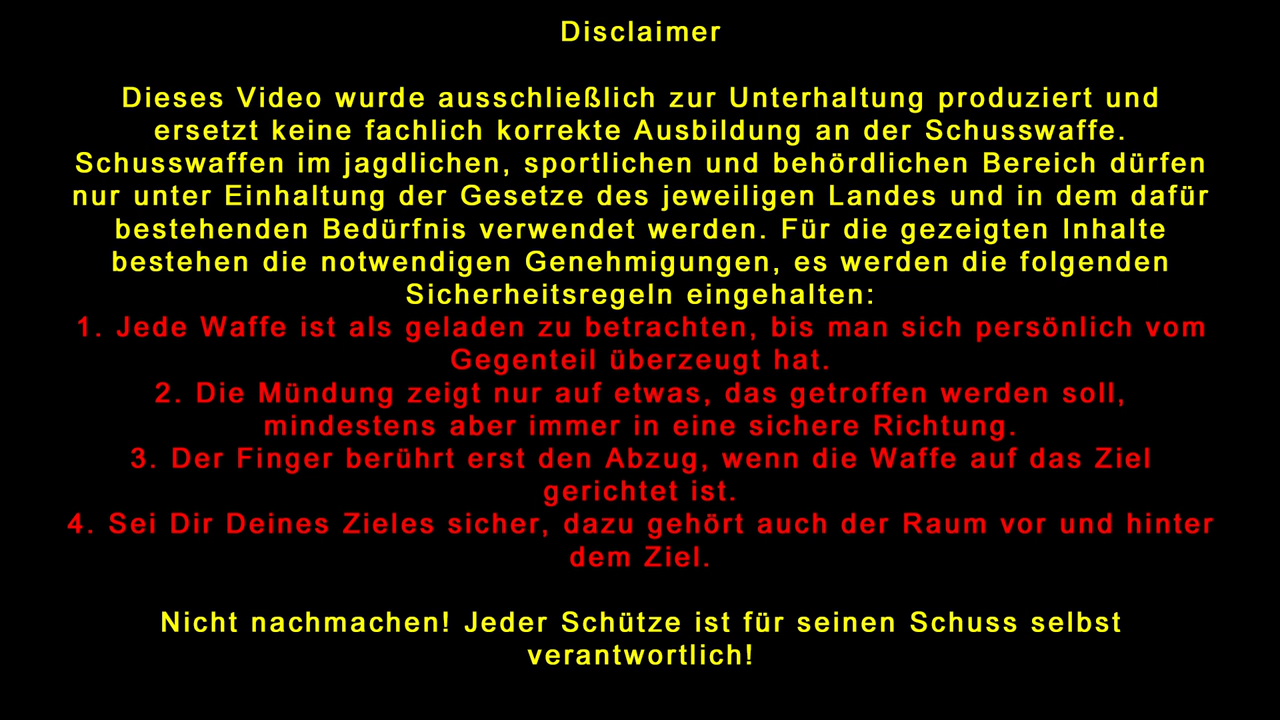 Disclaimer
Dieses Video wurde ausschließlich zur Unterhaltung produziert und
ersetzt keine fachlich korrekte Ausbildung an der Schusswaffe.
Schusswaffen im jagdlichen, sportlichen und behördlichen Bereich dürfen
nur unter Einhaltung der Gesetze des jeweiligen Landes und in dem dafür
bestehenden Bedürfnis verwendet werden. Für die gezeigten Inhalte
bestehen die notwendigen Genehmigungen, es werden die folgenden
Sicherheitsregeln eingehalten:
1. Jede Waffe ist als geladen zu betrachten, bis man sich persönlich vom
Gegenteil überzeugt hat.
2. Die Mündung zeigt nur auf etwas, das getroffen werden soll,
mindestens aber immer in eine sichere Richtung.
3. Der Finger berührt erst den Abzug, wenn die Waffe auf das Ziel
gerichtet ist.
4. Sei Dir Deines Zieles sicher, dazu gehört auch der Raum vor und hinter
dem Ziel.
Nicht nachmachen! Jeder Schütze ist für seinen Schuss selbst
verantwortlich!